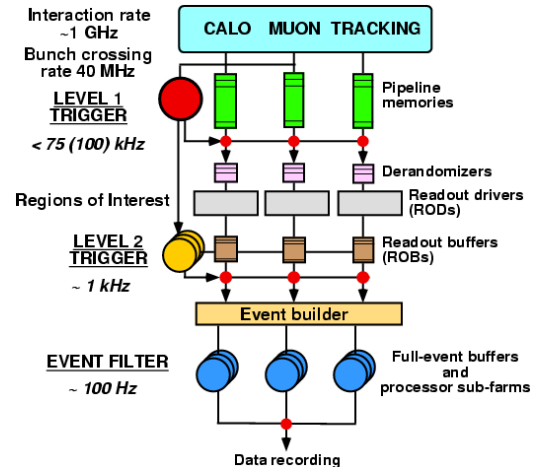 Interaction rate
~1 GHz
CALO MUON TRACKING
Bunch crossing
rate 40 MHz
LEVEL 1
TRIGGER
< 75 (100) kHz
Pipeline
memories
Derandomizers
Regions of Interest
Readout drivers
(RODs)
LEVEL 2
TRIGGER
~ 1 kHz
Readout buffers
(ROBs)
Event builder
EVENT FILTER
~ 100 Hz
Full-event buffers
and
processor sub-farms
Data recording